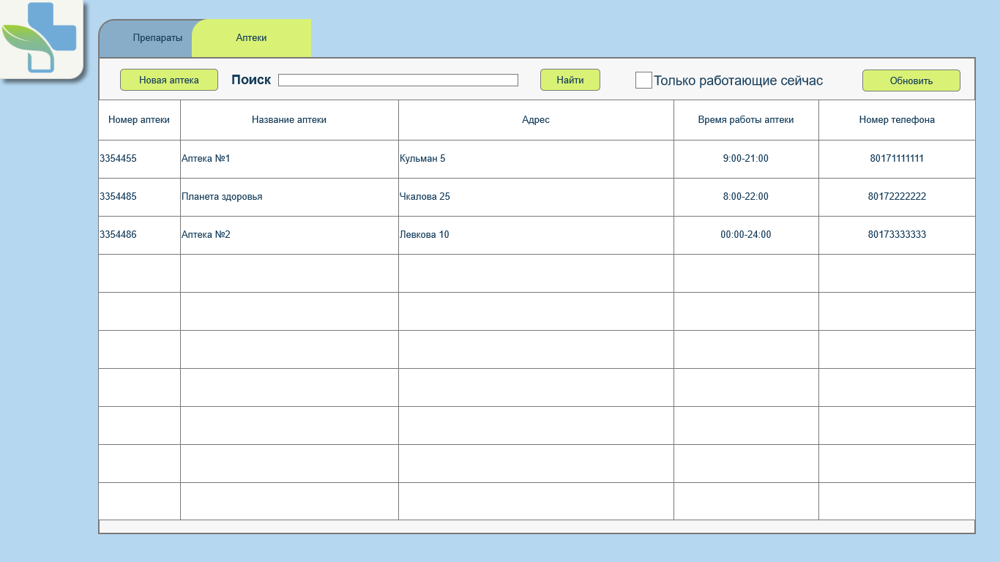 Препараты Аптеки
Новая аптека Поиск Найти Только работающие сейчас Обновить
Номер аптеки Название аптеки Адрес Время работы аптеки Номер телефона
3354455 Аптека №1 Кульман 5 9:00-21:00 80171111111
3354485 Планета здоровья Чкалова 25 8:00-22:00 80172222222
3354486 Аптека №2 Левкова 10 00:00-24:00 80173333333